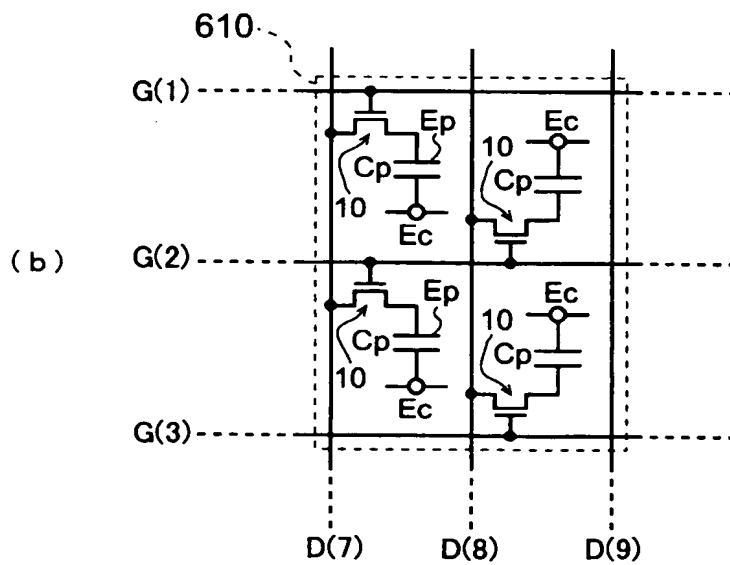 610
G(1)
Ep
Ec
10
Cp
Cp
10
Ec
(b)
G(2)
Ep
Ec
10
Cp
Cp
10
Ec
G(3)
D(7) D(8) D(9)